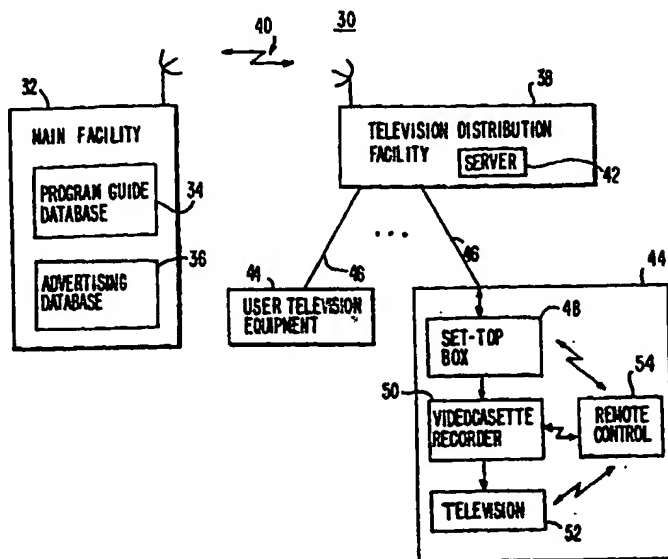 40
30
32
38
MAIN FACILITY
TELEVISION DISTRIBUTION
FACILITY
SERVER
42
PROGRAM GUIDE
DATABASE
34
36
ADVERTISING
DATABASE
...
46
46
44
44
USER TELEVISION
EQUIPMENT
48
SET-TOP
BOX
54
50
VIDEOCASETTE
RECORDER
REMOTE
CONTROL
TELEVISION
52